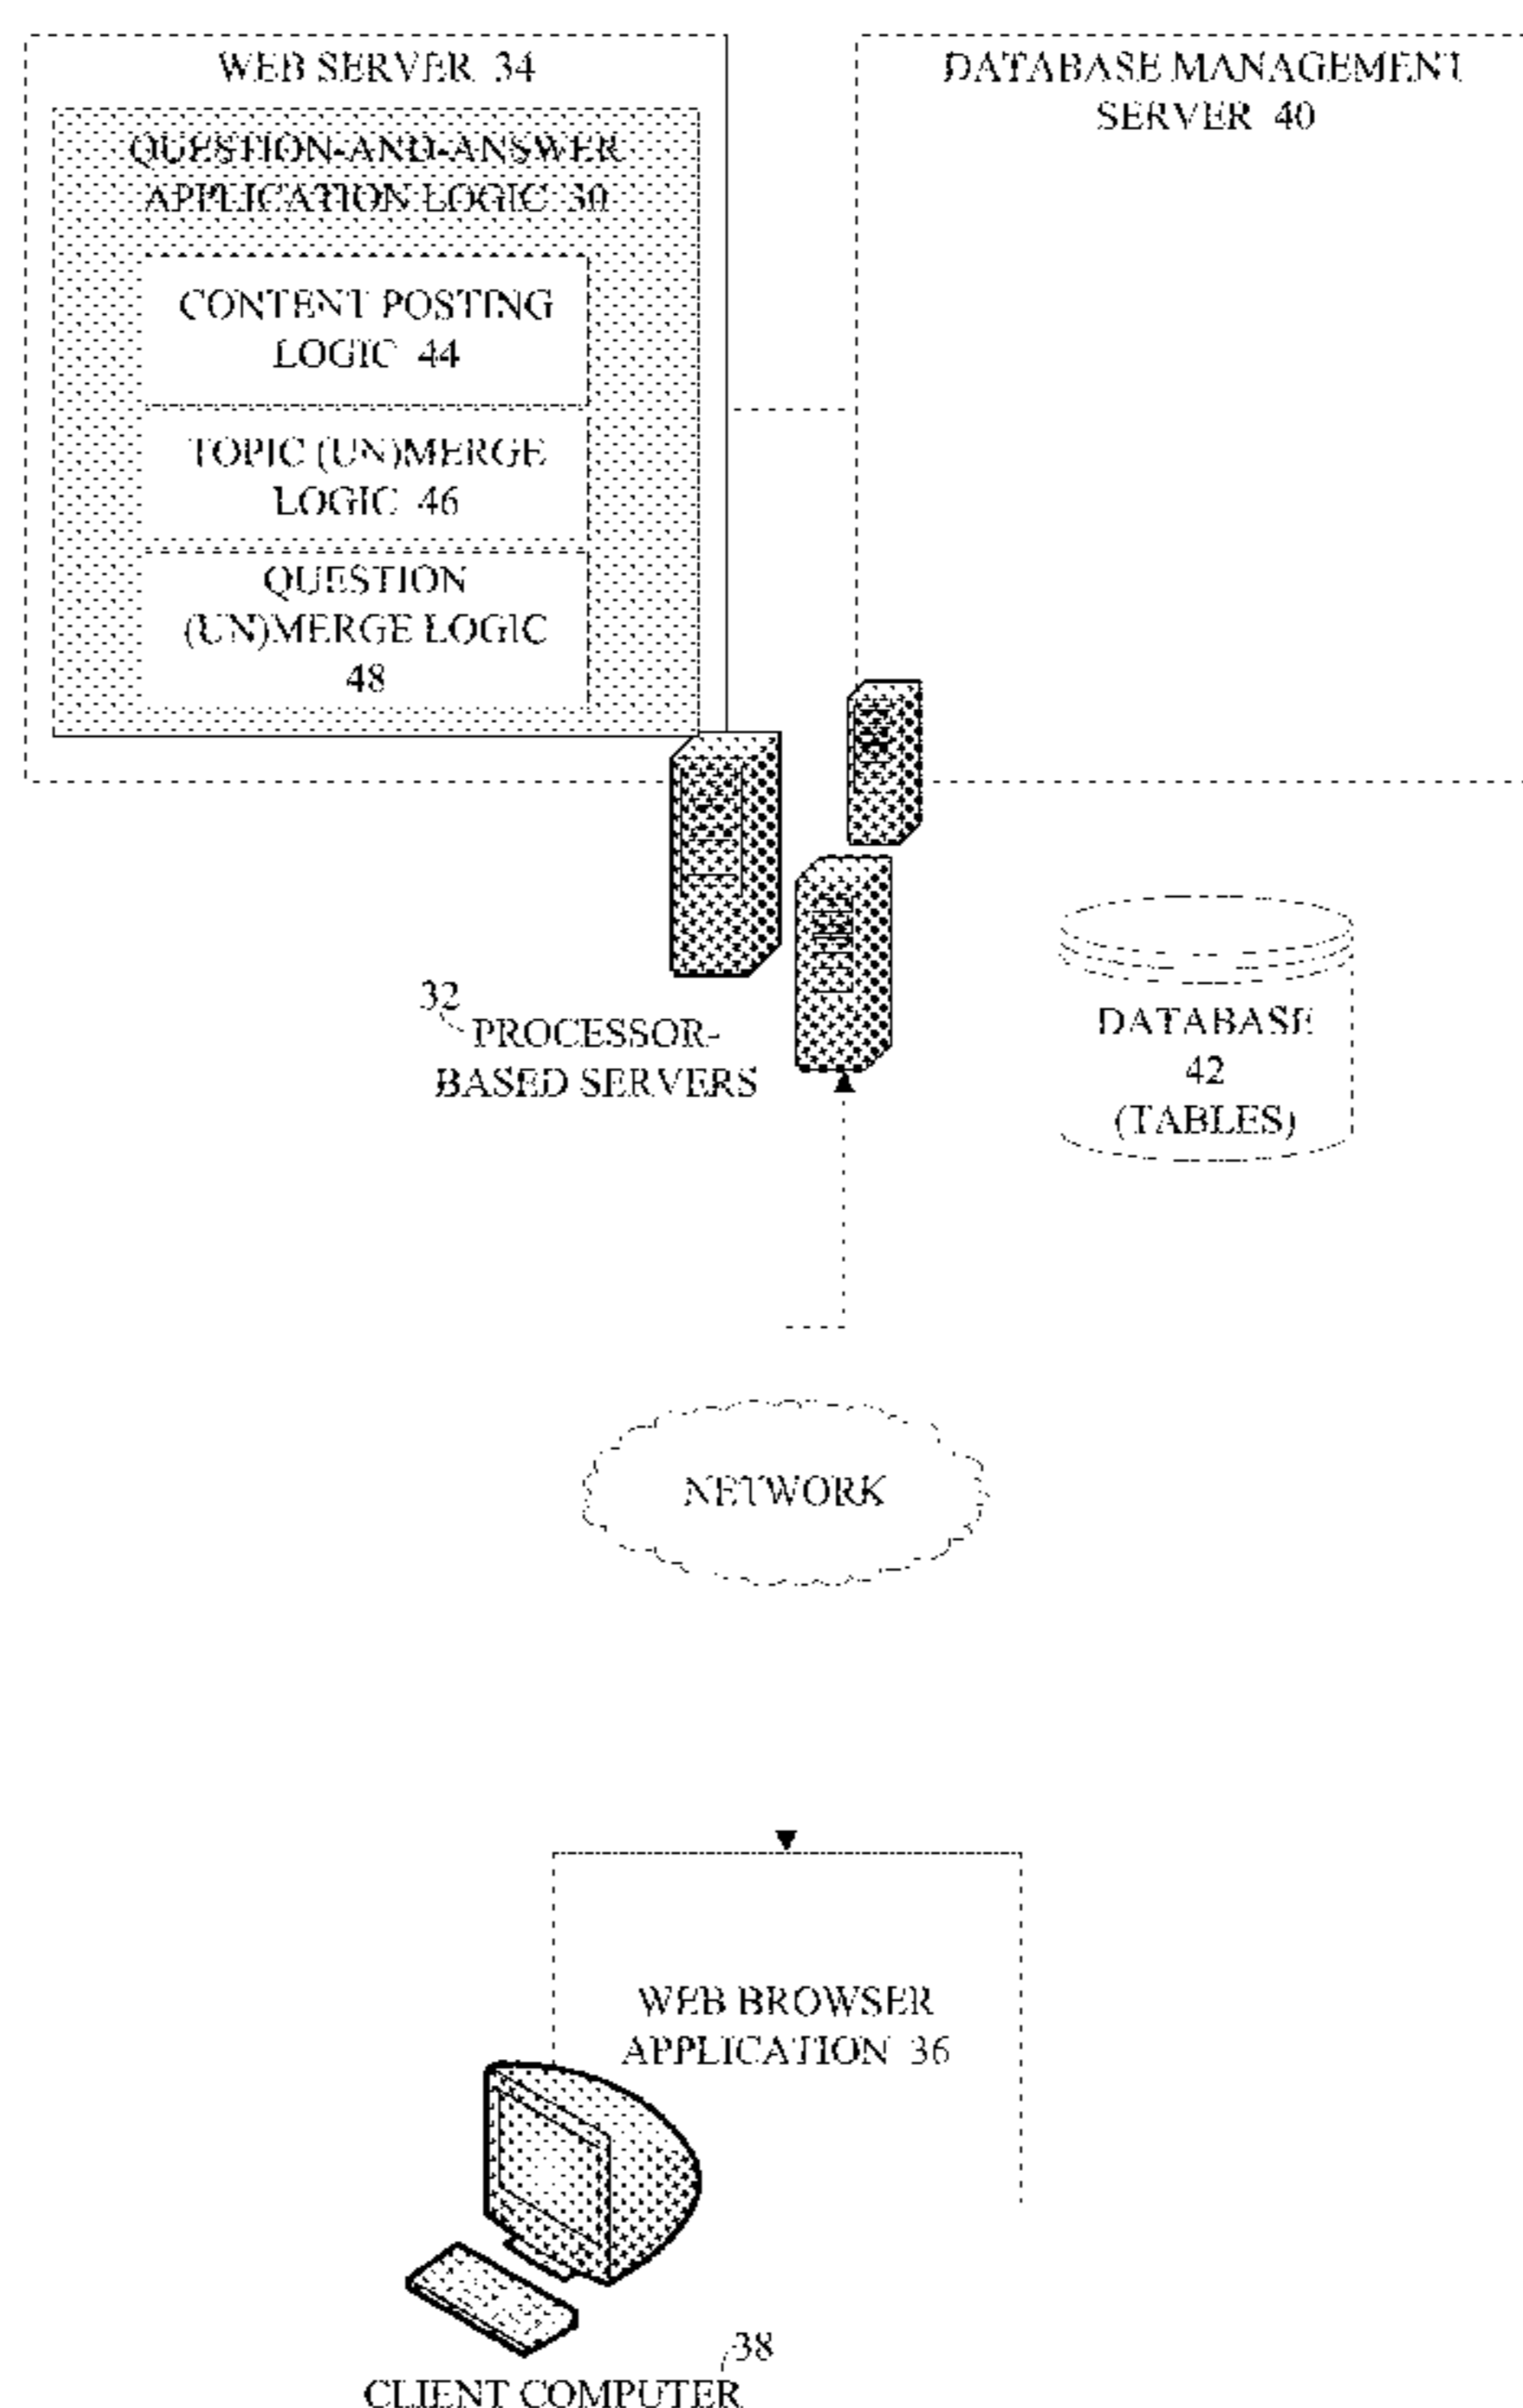 WEB SERVER 34
QUESTION-AND-ANSWER
APPLICATION LOGIC 30
CONTENT POSTING
LOGIC 44
TOPIC (UN)MERGE
LOGIC 46
QUESTION
(UN)MERGE LOGIC
48
DATABASE MANAGEMENT
SERVER 40
32
PROCESSOR-
BASED SERVERS
DATABASE
42
(TABLES)
NETWORK
WEB BROWSER
APPLICATION 36
38
CLIENT COMPUTER